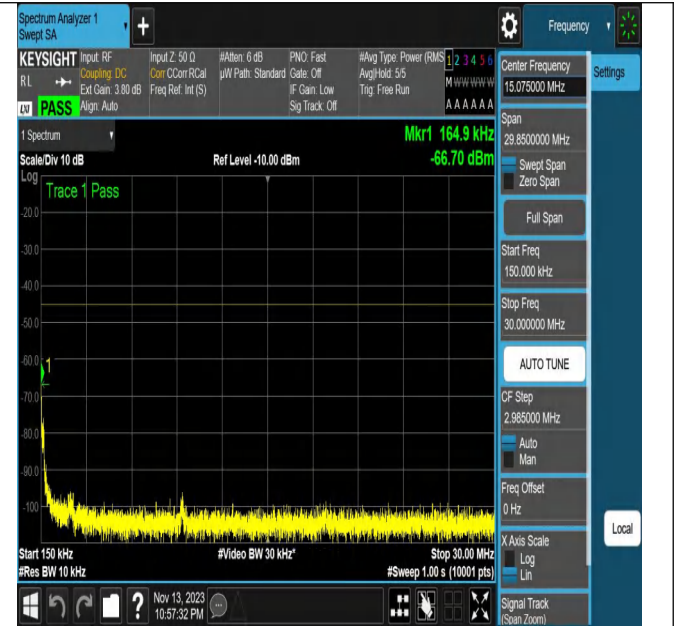 Spectrum Analyzer 1
Swept SA
+
Frequency
KEYSIGHT
RL
LXI PASS
Input: RF
Coupling: DC
Ext Gain: 3.80 dB
Align: Auto
Input Z: 50 Ω
Corr CCorr RCal
Freq Ref: Int (S)
#Atten: 6 dB
µW Path: Standard
PNO: Fast
Gate: Off
IF Gain: Low
Sig Track: Off
#Avg Type: Power (RMS
Avg|Hold: 5/5
Trig: Free Run
1 2 3 4 5 6
M W W W W W
A A A A A A
Center Frequency
15.075000 MHz
Settings
Span
29.8500000 MHz
Swept Span
Zero Span
Full Span
Start Freq
150.000 kHz
Stop Freq
30.000000 MHz
AUTO TUNE
CF Step
2.985000 MHz
Auto
Man
Freq Offset
0 Hz
X Axis Scale
Log
Lin
Local
Signal Track
(Span Zoom)
1 Spectrum
Scale/Div 10 dB
Ref Level -10.00 dBm
Mkr1 164.9 kHz
-66.70 dBm
Log
Trace 1 Pass
-20.0
-30.0
-40.0
-50.0
-60.0
1
-70.0
-80.0
-90.0
-100
Start 150 kHz
#Video BW 30 kHz*
Stop 30.00 MHz
#Res BW 10 kHz
#Sweep 1.00 s (10001 pts)
?
Nov 13, 2023
10:57:32 PM